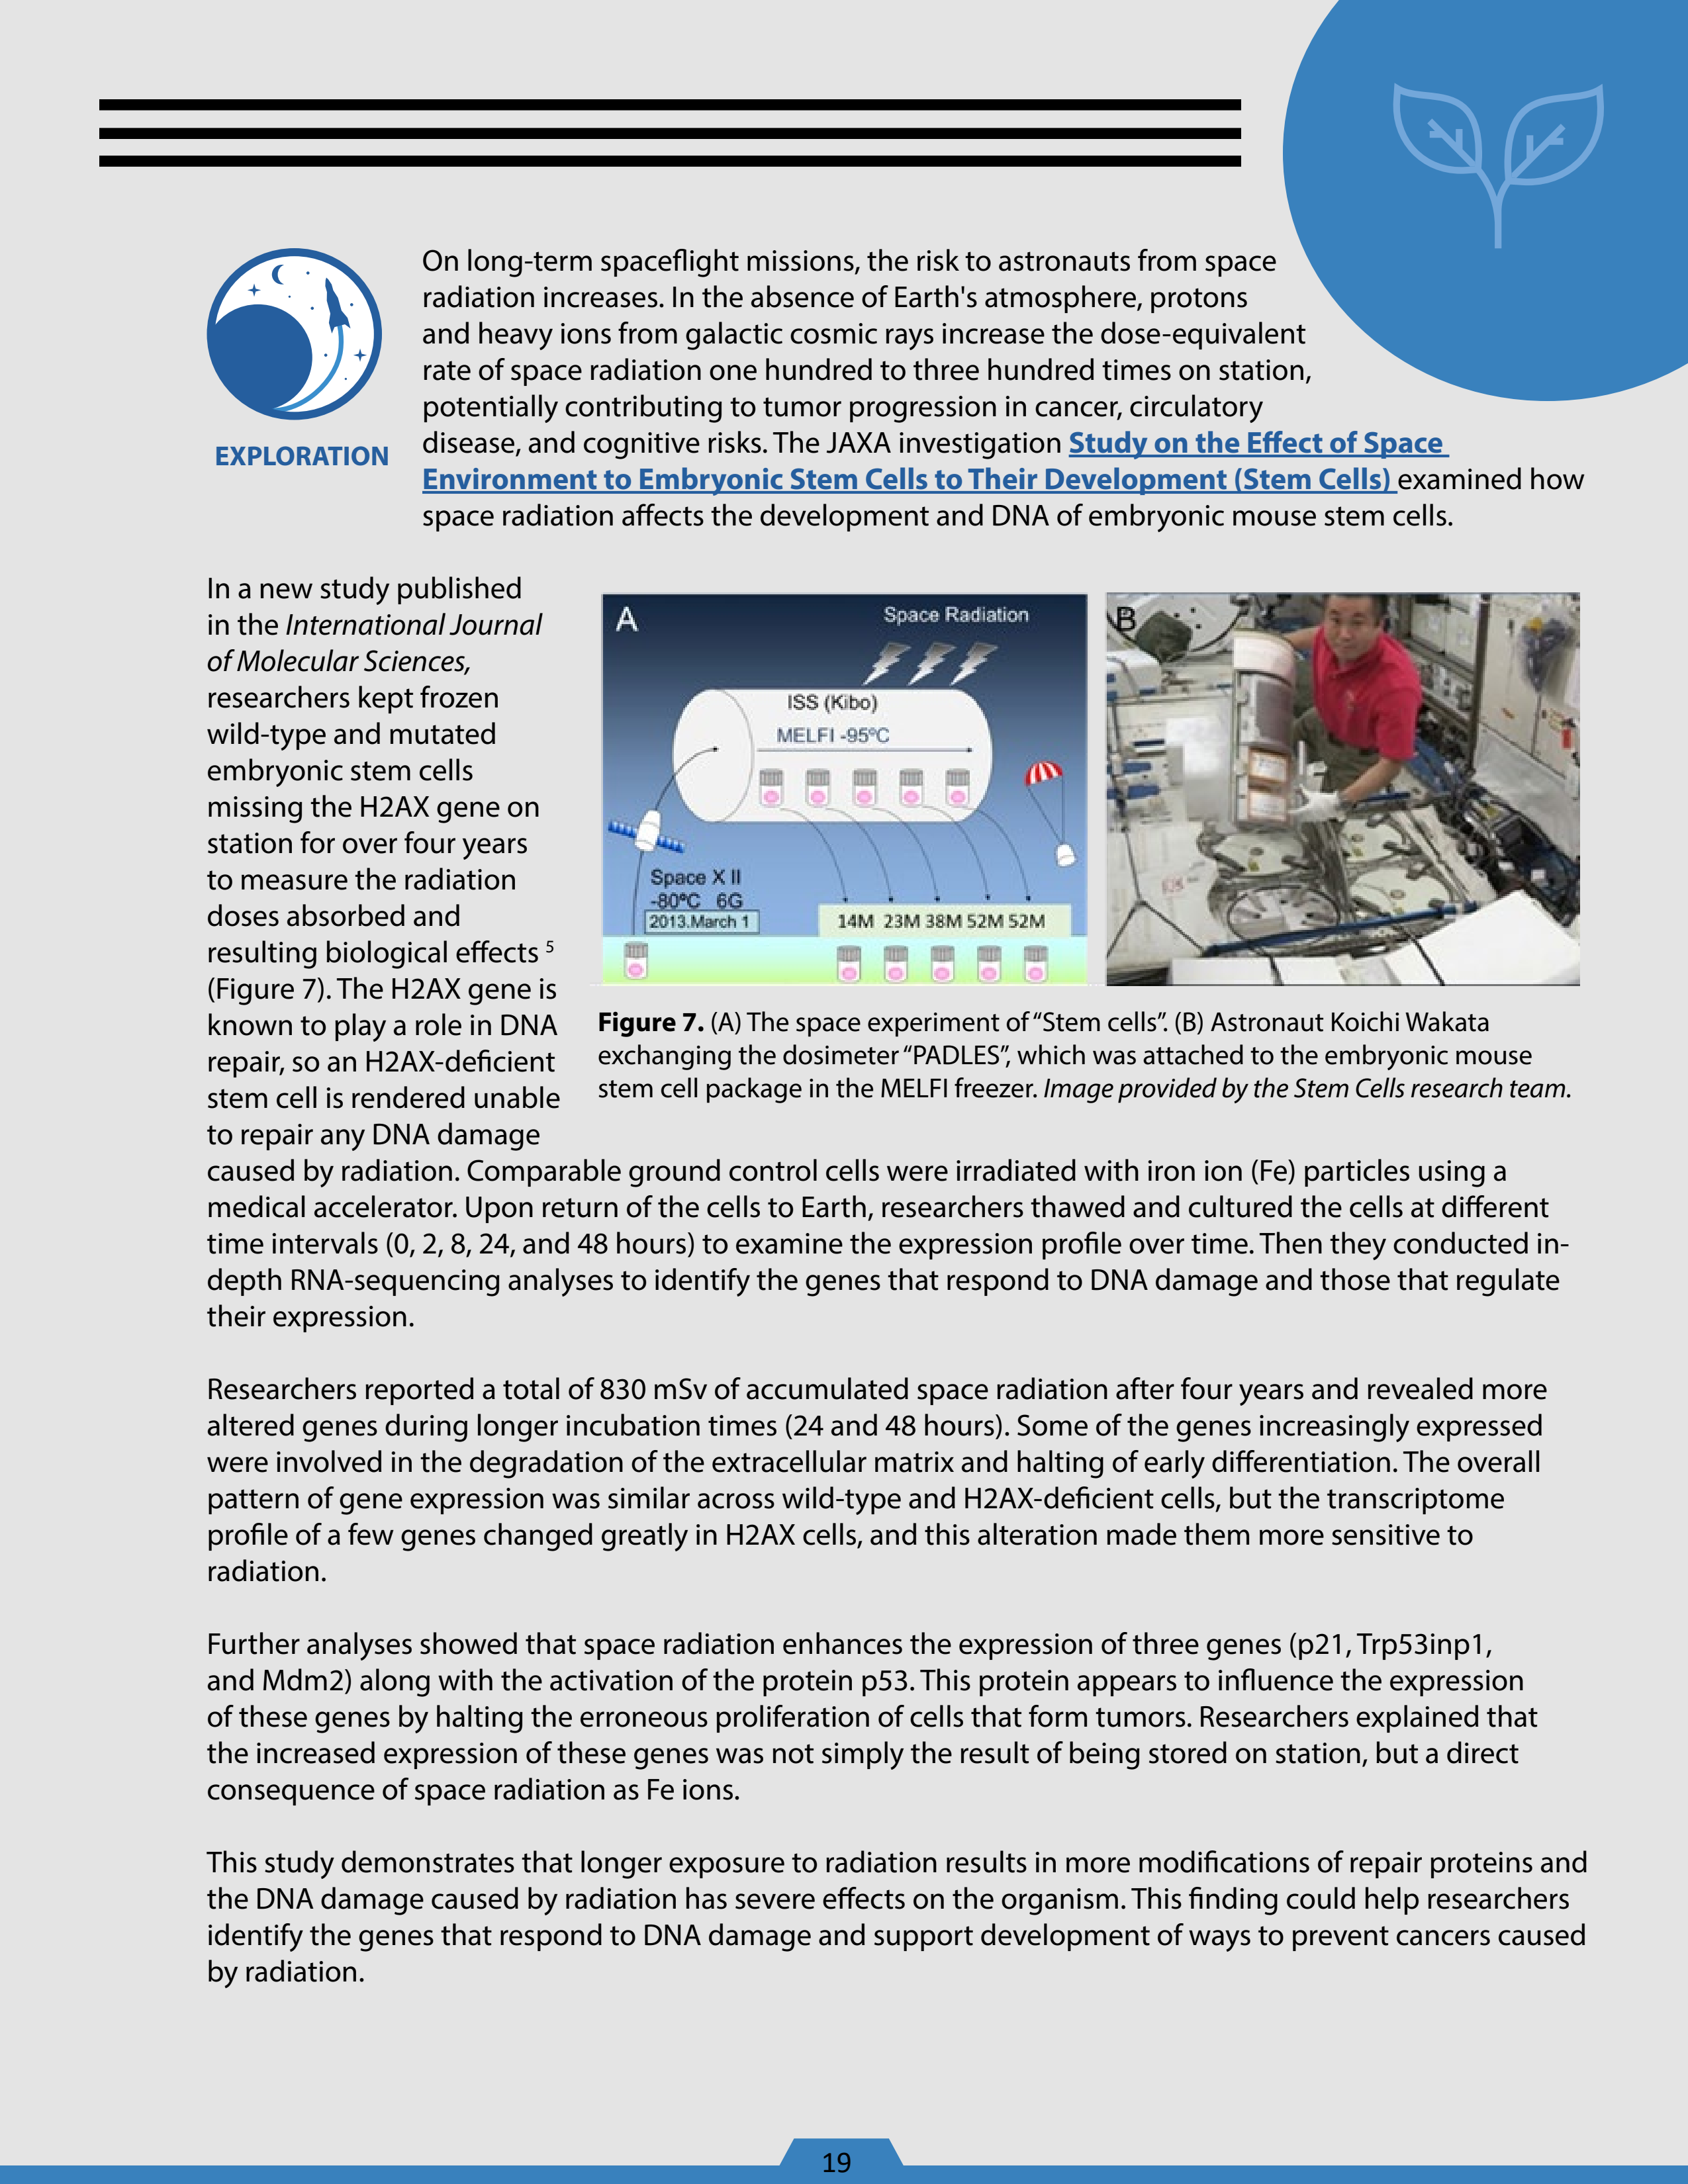 On long-term spaceflight missions, the risk to astronauts from space
radiation increases. In the absence of Earth's atmosphere, protons
and heavy ions from galactic cosmic rays increase the dose-equivalent
rate of space radiation one hundred to three hundred times on station,
potentially contributing to tumor progression in cancer, circulatory
disease, and cognitive risks. The JAXA investigation Study on the Effect of Space
Environment to Embryonic Stem Cells to Their Development (Stem Cells) examined how
space radiation affects the development and DNA of embryonic mouse stem cells.
EXPLORATION
In a new study published
in the International Journal
of Molecular Sciences,
researchers kept frozen
wild-type and mutated
embryonic stem cells
missing the H2AX gene on
station for over four years
to measure the radiation
doses absorbed and
resulting biological effects 5
(Figure 7). The H2AX gene is
known to play a role in DNA
repair, so an H2AX-deficient
stem cell is rendered unable
to repair any DNA damage
caused by radiation. Comparable ground control cells were irradiated with iron ion (Fe) particles using a
medical accelerator. Upon return of the cells to Earth, researchers thawed and cultured the cells at different
time intervals (0, 2, 8, 24, and 48 hours) to examine the expression profile over time. Then they conducted in-
depth RNA-sequencing analyses to identify the genes that respond to DNA damage and those that regulate
their expression.
A
Space Radiation
ISS (Kibo)
MELFI -95ºC
Space X II
-80ºC 6G
2013.March 1
14M 23M 38M 52M 52M
B
Figure 7. (A) The space experiment of “Stem cells”. (B) Astronaut Koichi Wakata
exchanging the dosimeter “PADLES”, which was attached to the embryonic mouse
stem cell package in the MELFI freezer. Image provided by the Stem Cells research team.
Researchers reported a total of 830 mSv of accumulated space radiation after four years and revealed more
altered genes during longer incubation times (24 and 48 hours). Some of the genes increasingly expressed
were involved in the degradation of the extracellular matrix and halting of early differentiation. The overall
pattern of gene expression was similar across wild-type and H2AX-deficient cells, but the transcriptome
profile of a few genes changed greatly in H2AX cells, and this alteration made them more sensitive to
radiation.
Further analyses showed that space radiation enhances the expression of three genes (p21, Trp53inp1,
and Mdm2) along with the activation of the protein p53. This protein appears to influence the expression
of these genes by halting the erroneous proliferation of cells that form tumors. Researchers explained that
the increased expression of these genes was not simply the result of being stored on station, but a direct
consequence of space radiation as Fe ions.
This study demonstrates that longer exposure to radiation results in more modifications of repair proteins and
the DNA damage caused by radiation has severe effects on the organism. This finding could help researchers
identify the genes that respond to DNA damage and support development of ways to prevent cancers caused
by radiation.
19